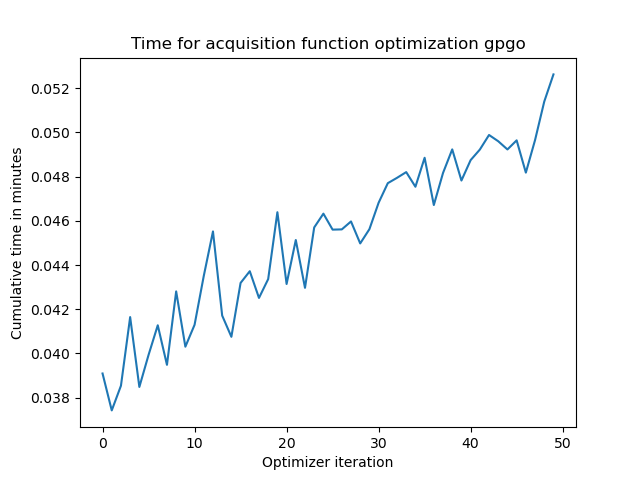 Time for acquisition function optimization gpgo
0.052
0.050
0.048
0.046
0.044
0.042
0.040
0.038
Cumulative time in minutes
0 10 20 30 40 50
Optimizer iteration